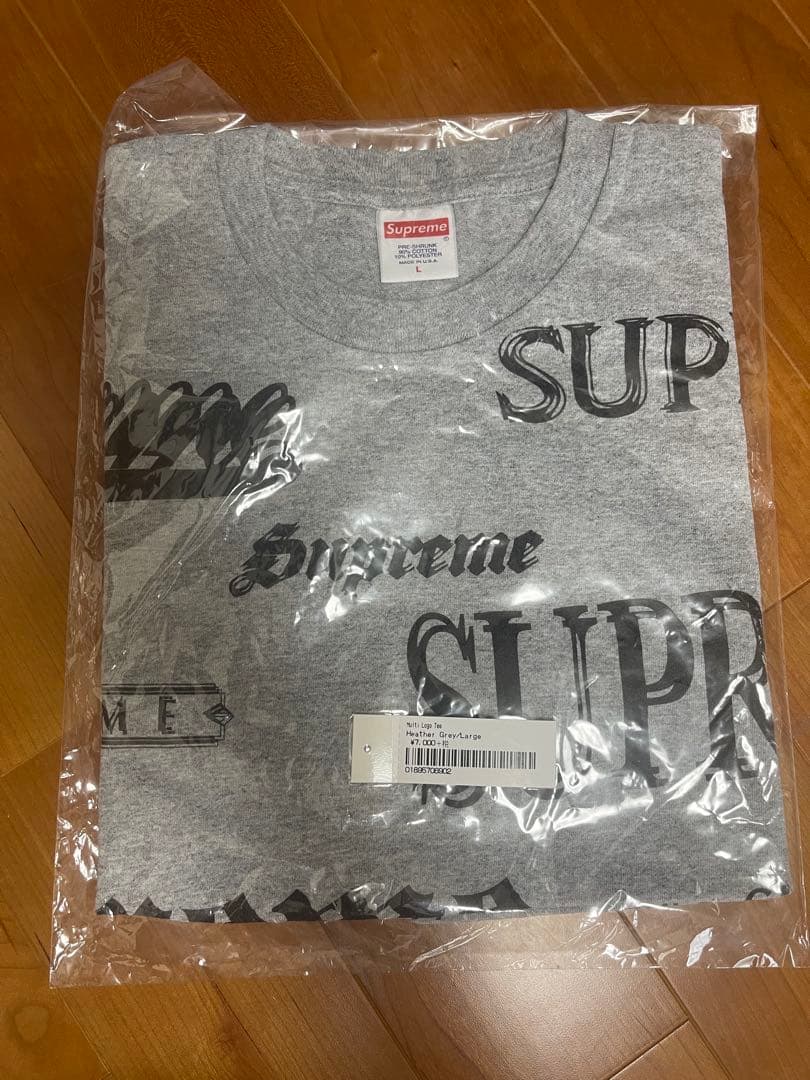 Supreme
®
PRE-SHRUNK
90% COTTON
10% POLYESTER
MADE IN U.S.A.
L
SUP
Supreme
SUPR
ME
Multi Logo Tee
Heather Grey/Large
¥7,000+税
01895706902